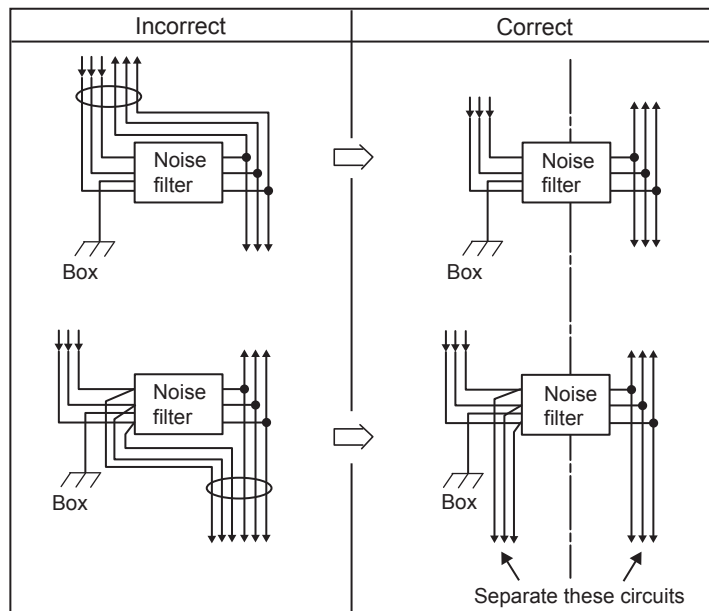 Incorrect
Correct
Noise
filter
Box
Noise
filter
Box
Noise
filter
Box
Noise
filter
Box
Separate these circuits